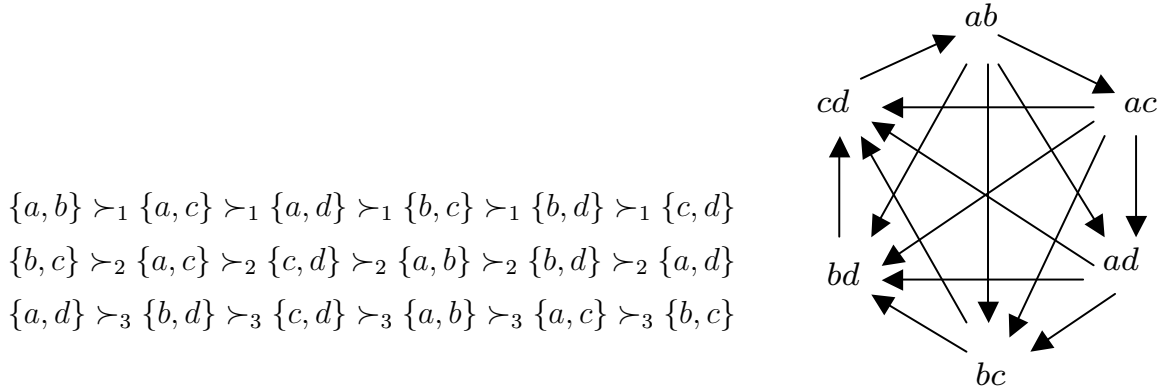 {a, b} ≻₁ {a, c} ≻₁ {a, d} ≻₁ {b, c} ≻₁ {b, d} ≻₁ {c, d}
{b, c} ≻₂ {a, c} ≻₂ {c, d} ≻₂ {a, b} ≻₂ {b, d} ≻₂ {a, d}
{a, d} ≻₃ {b, d} ≻₃ {c, d} ≻₃ {a, b} ≻₃ {a, c} ≻₃ {b, c}
ab
cd ac
bd ad
bc